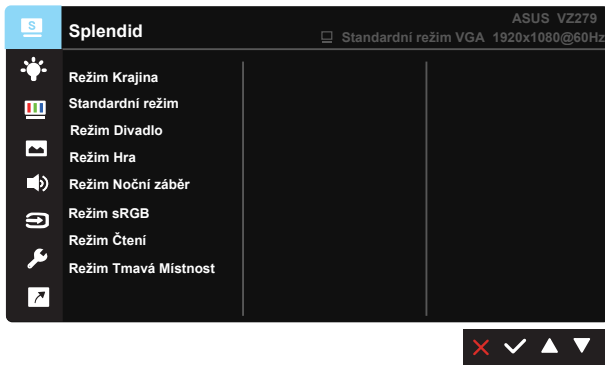 S
Splendid
ASUS VZ279
Standardní režim VGA 1920x1080@60Hz
Režim Krajina
Standardní režim
Režim Divadlo
Režim Hra
Režim Noční záběr
Režim sRGB
Režim Čtení
Režim Tmavá Místnost